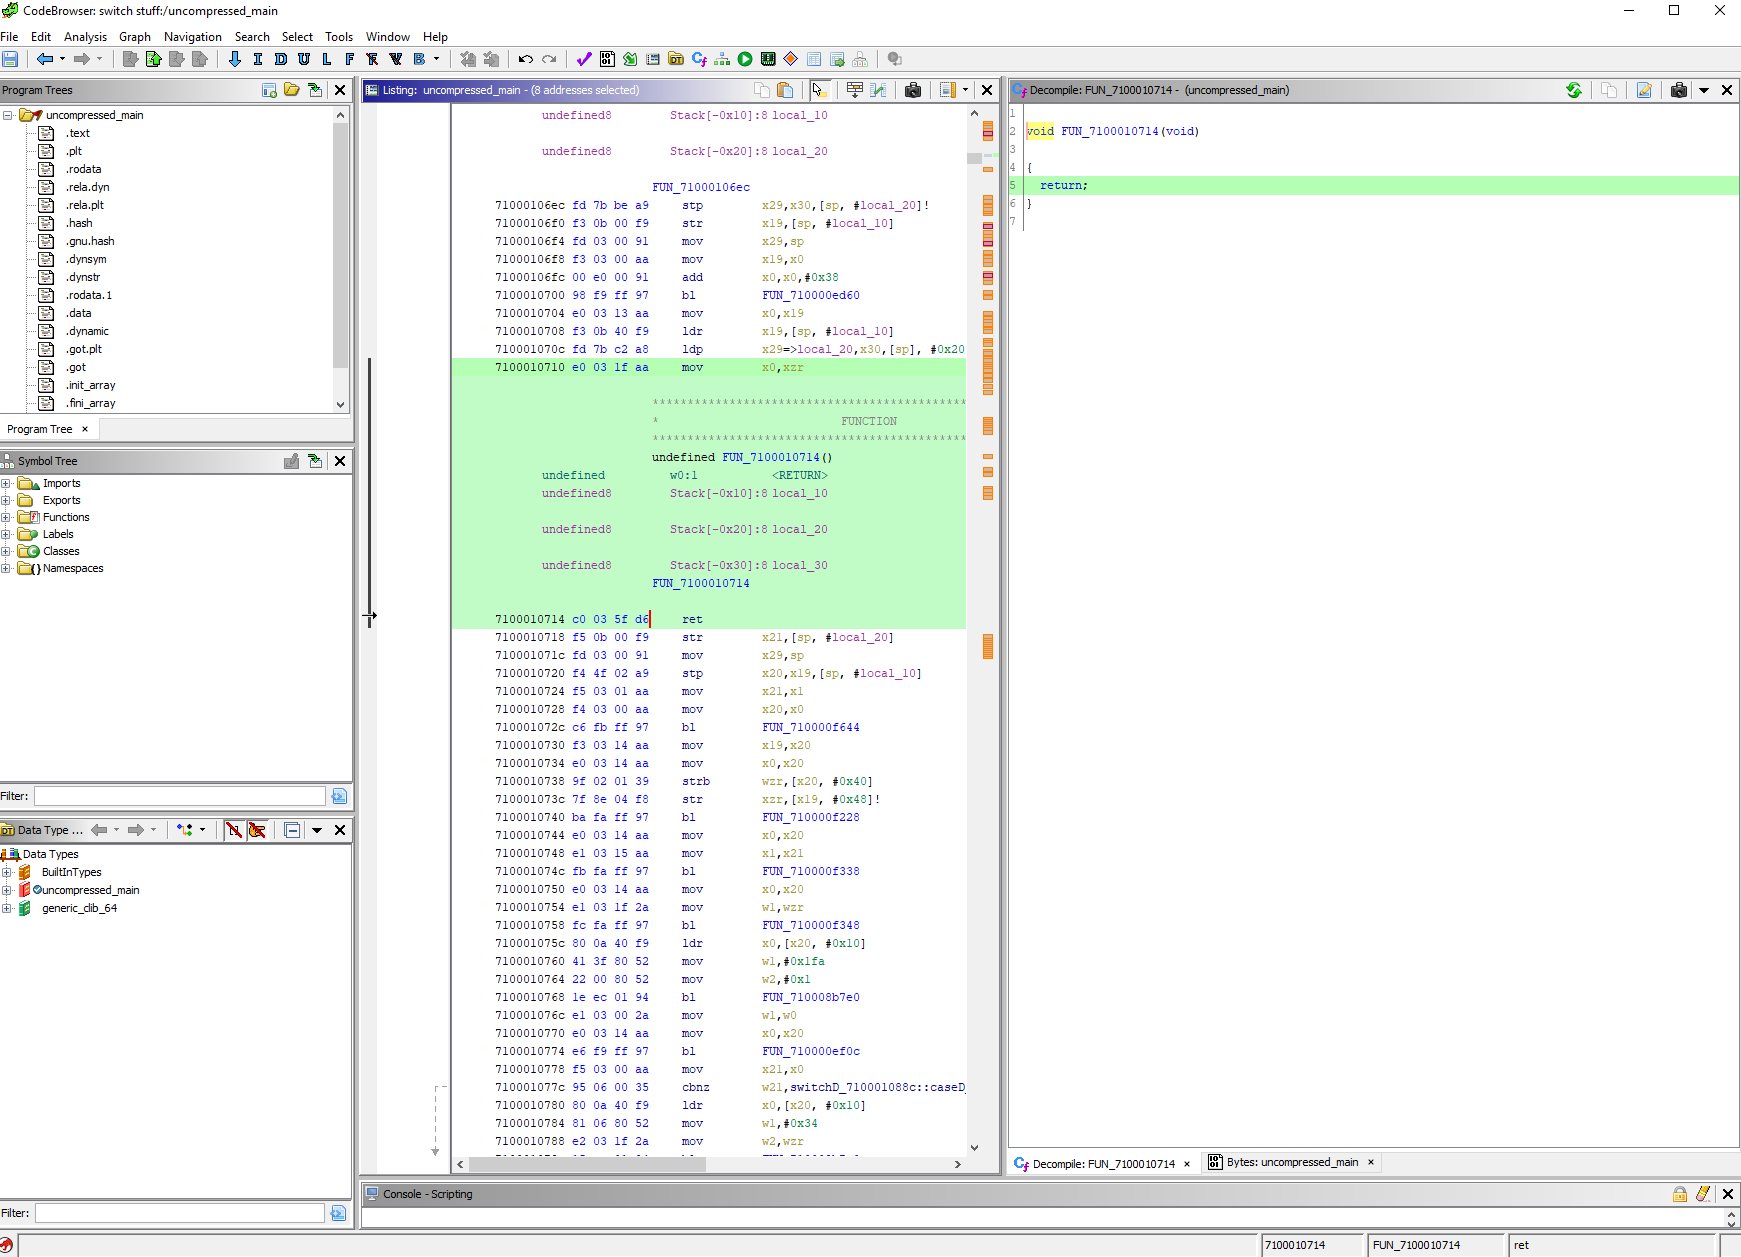 CodeBrowser: switch stuff:/uncompressed_main
File Edit Analysis Graph Navigation Search Select Tools Window Help
I D U L F B
Program Trees
uncompressed_main
.text
.plt
.rodata
.rela.dyn
.rela.plt
.hash
.gnu.hash
.dynsym
.dynstr
.rodata.1
.data
.dynamic
.got.plt
.got
.init_array
.fini_array
Program Tree ×
Symbol Tree
Imports
Exports
Functions
Labels
Classes
Namespaces
Filter:
Data Type ...
Data Types
BuiltInTypes
uncompressed_main
generic_clib_64
Filter:
Listing: uncompressed_main - (8 addresses selected)
undefined8 Stack[-0x10]:8 local_10
undefined8 Stack[-0x20]:8 local_20
FUN_71000106ec
71000106ec fd 7b be a9 stp x29,x30,[sp, #local_20]!
71000106f0 f3 0b 00 f9 str x19,[sp, #local_10]
71000106f4 fd 03 00 91 mov x29,sp
71000106f8 f3 03 00 aa mov x19,x0
71000106fc 00 e0 00 91 add x0,x0,#0x38
7100010700 98 f9 ff 97 bl FUN_710000ed60
7100010704 e0 03 13 aa mov x0,x19
7100010708 f3 0b 40 f9 ldr x19,[sp, #local_10]
710001070c fd 7b c2 a8 ldp x29=>local_20,x30,[sp], #0x20
7100010710 e0 03 1f aa mov x0,xzr
*********************************************
* FUNCTION
*********************************************
undefined FUN_7100010714()
undefined w0:1 <RETURN>
undefined8 Stack[-0x10]:8 local_10
undefined8 Stack[-0x20]:8 local_20
undefined8 Stack[-0x30]:8 local_30
FUN_7100010714
7100010714 c0 03 5f d6 ret
7100010718 f5 0b 00 f9 str x21,[sp, #local_20]
710001071c fd 03 00 91 mov x29,sp
7100010720 f4 4f 02 a9 stp x20,x19,[sp, #local_10]
7100010724 f5 03 01 aa mov x21,x1
7100010728 f4 03 00 aa mov x20,x0
710001072c c6 fb ff 97 bl FUN_710000f644
7100010730 f3 03 14 aa mov x19,x20
7100010734 e0 03 14 aa mov x0,x20
7100010738 9f 02 01 39 strb wzr,[x20, #0x40]
710001073c 7f 8e 04 f8 str xzr,[x19, #0x48]!
7100010740 ba fa ff 97 bl FUN_710000f228
7100010744 e0 03 14 aa mov x0,x20
7100010748 e1 03 15 aa mov x1,x21
710001074c fb fa ff 97 bl FUN_710000f338
7100010750 e0 03 14 aa mov x0,x20
7100010754 e1 03 1f 2a mov w1,wzr
7100010758 fc fa ff 97 bl FUN_710000f348
710001075c 80 0a 40 f9 ldr x0,[x20, #0x10]
7100010760 41 3f 80 52 mov w1,#0x1fa
7100010764 22 00 80 52 mov w2,#0x1
7100010768 1e ec 01 94 bl FUN_710008b7e0
710001076c e1 03 00 2a mov w1,w0
7100010770 e0 03 14 aa mov x0,x20
7100010774 e6 f9 ff 97 bl FUN_710000ef0c
7100010778 f5 03 00 aa mov x21,x0
710001077c 95 06 00 35 cbnz w21,switchD_710001088c::caseD_
7100010780 80 0a 40 f9 ldr x0,[x20, #0x10]
7100010784 81 06 80 52 mov w1,#0x34
7100010788 e2 03 1f 2a mov w2,wzr
Decompile: FUN_7100010714 - (uncompressed_main)
1
2 void FUN_7100010714(void)
3
4 {
5 return;
6 }
7
Decompile: FUN_7100010714 × Bytes: uncompressed_main ×
Console - Scripting
7100010714 FUN_7100010714 ret